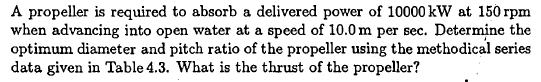 A propeller is required to absorb a delivered power of 10000 kW at 150 rpm
when advancing into open water at a speed of 10.0 m per sec. Determine the
optimum diameter and pitch ratio of the propeller using the methodical series
data given in Table 4.3. What is the thrust of the propeller?